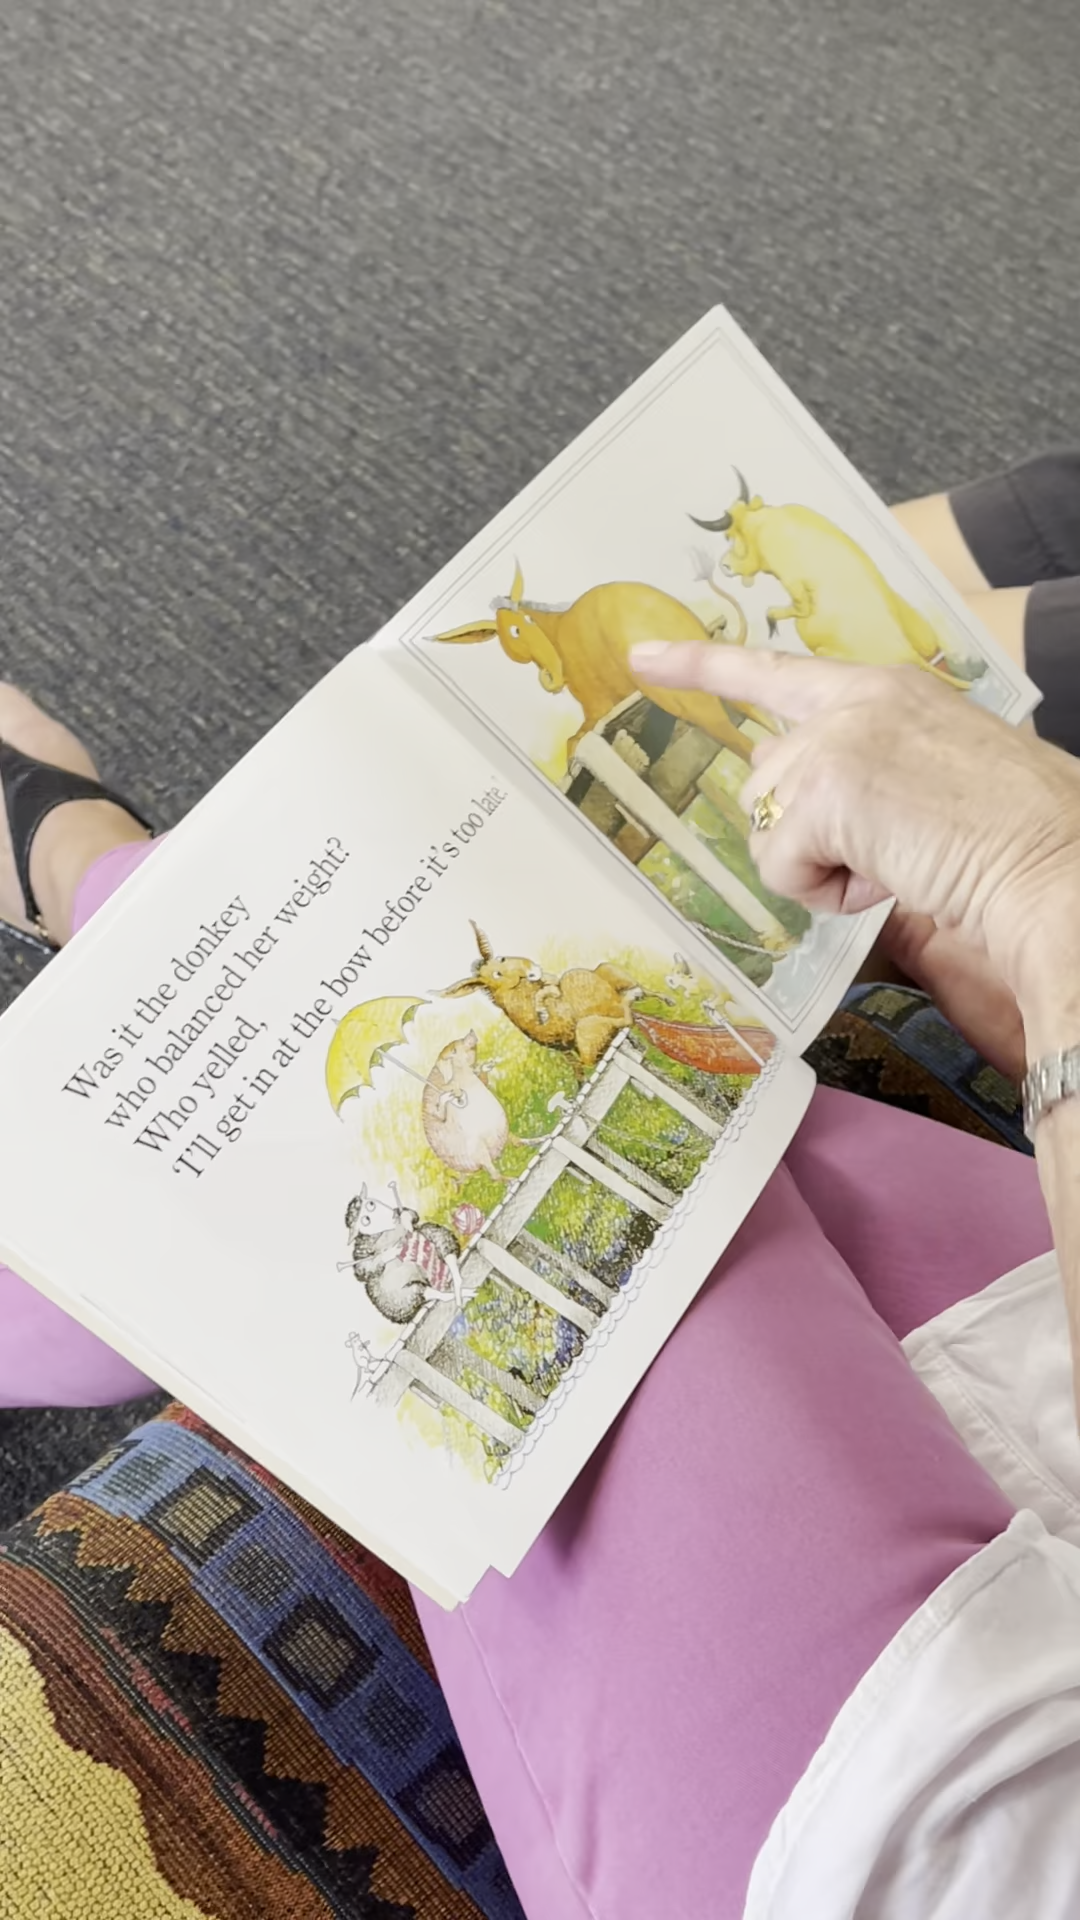 Was it the donkey
who balanced her weight?
Who yelled,
‘I’ll get in at the bow before it’s too late.’